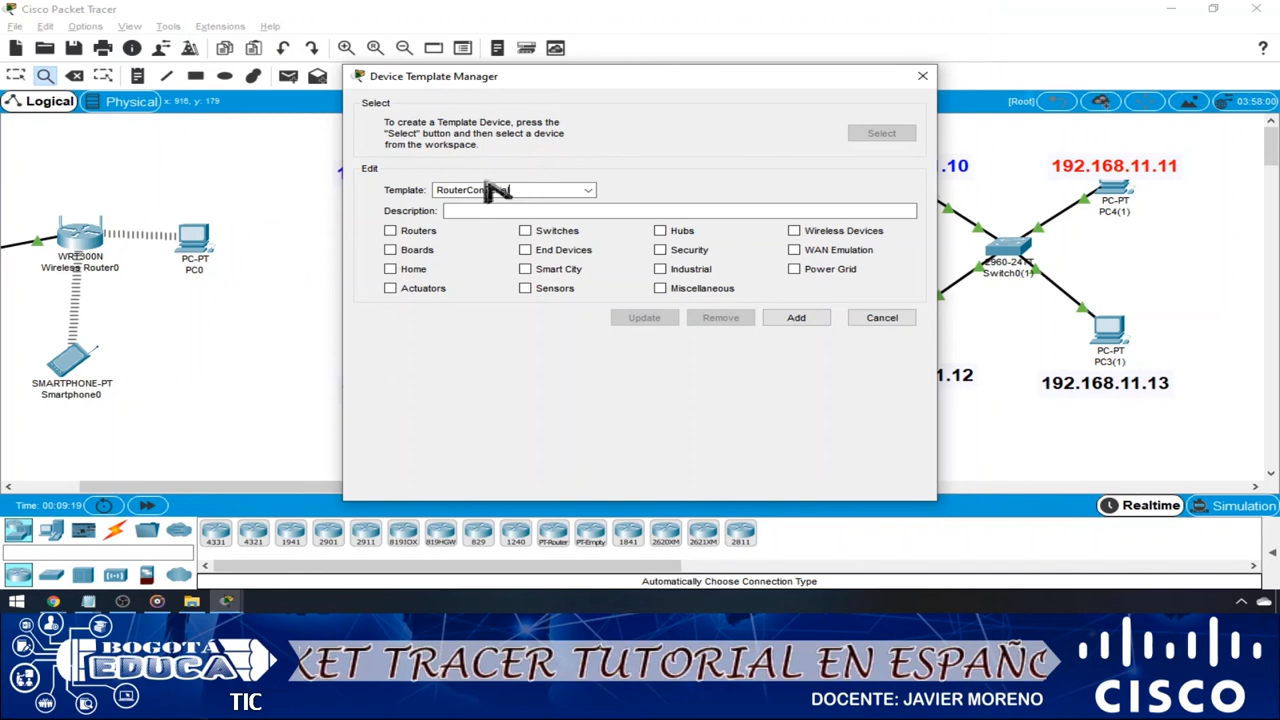 Cisco Packet Tracer
File Edit Options View Tools Extensions Help
?
Logical Physical x: 916, y: 179
[Root] 03:58:00
Device Template Manager
Select
To create a Template Device, press the
"Select" button and then select a device
from the workspace.
Select
Edit
Template:
Description:
Routers Switches Hubs Wireless Devices
Boards End Devices Security WAN Emulation
Home Smart City Industrial Power Grid
Actuators Sensors Miscellaneous
Update Remove Add Cancel
WRT300N
Wireless Router0
PC-PT
PC0
SMARTPHONE-PT
Smartphone0
.10
192.168.11.11
PC-PT
PC4(1)
2960-24TT
Switch0(1)
PC-PT
PC3(1)
1.12
192.168.11.13
Time: 00:09:19
Realtime Simulation
4331 4321 1941 2901 2911 819IOX 819HGW 829 1240 PT-Router PT-Empty 1841 2620XM 2621XM 2811
Automatically Choose Connection Type
BOGOTÁ
EDUCA
TIC
KET TRACER TUTORIAL EN ESPAÑO
DOCENTE: JAVIER MORENO
CISCO